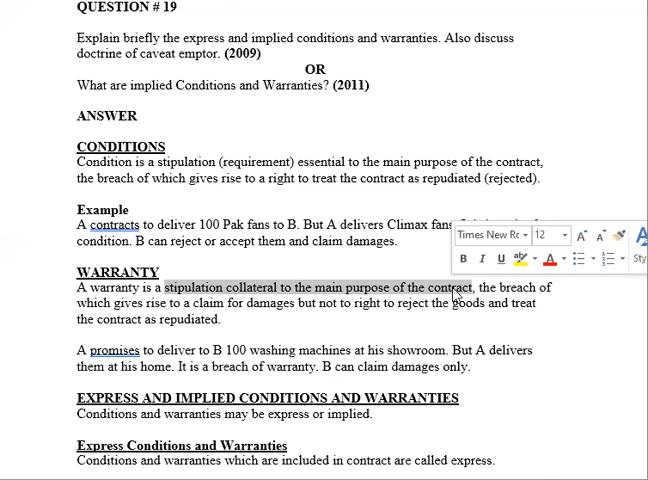 QUESTION # 19
Explain briefly the express and implied conditions and warranties. Also discuss
doctrine of caveat emptor. (2009)
OR
What are implied Conditions and Warranties? (2011)
ANSWER
CONDITIONS
Condition is a stipulation (requirement) essential to the main purpose of the contract,
the breach of which gives rise to a right to treat the contract as repudiated (rejected).
Example
A contracts to deliver 100 Pak fans to B. But A delivers Climax fans
condition. B can reject or accept them and claim damages.
Times New Rc 12 A A
B I U ab A Sty
WARRANTY
A warranty is a stipulation collateral to the main purpose of the contract, the breach of
which gives rise to a claim for damages but not to right to reject the goods and treat
the contract as repudiated.
A promises to deliver to B 100 washing machines at his showroom. But A delivers
them at his home. It is a breach of warranty. B can claim damages only.
EXPRESS AND IMPLIED CONDITIONS AND WARRANTIES
Conditions and warranties may be express or implied.
Express Conditions and Warranties
Conditions and warranties which are included in contract are called express.